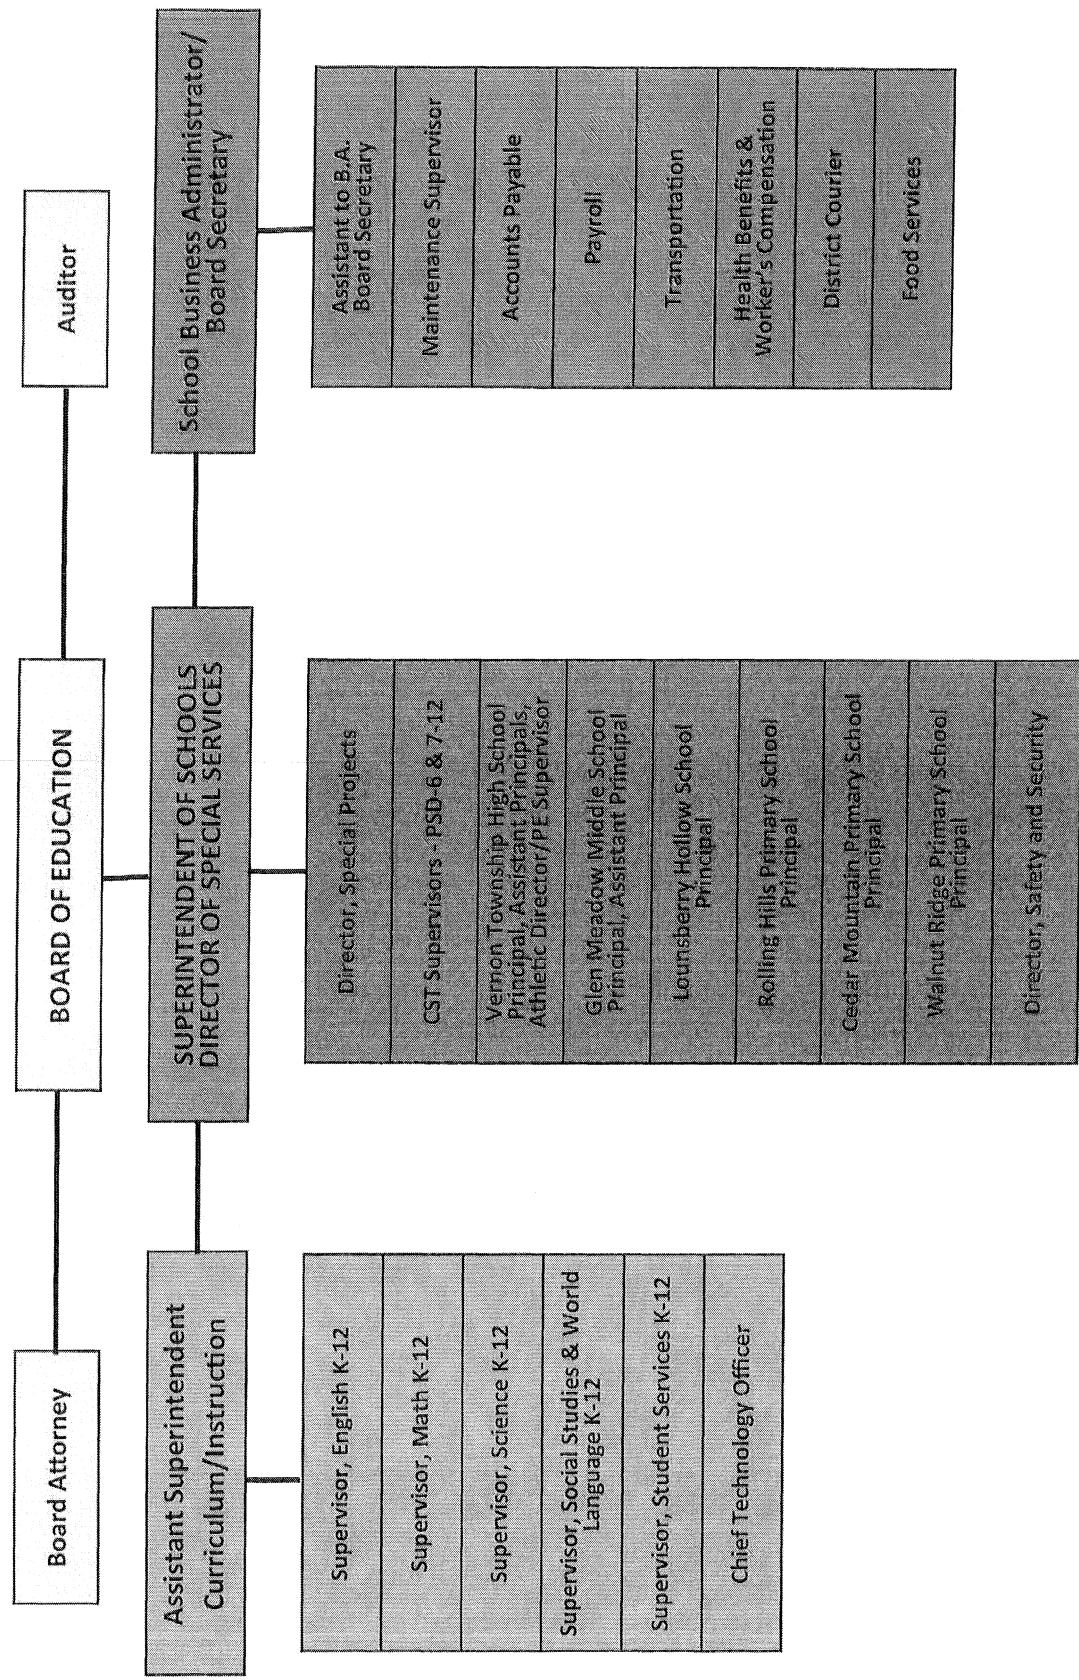 Board Attorney
BOARD OF EDUCATION
Auditor
Assistant Superintendent
Curriculum/Instruction
SUPERINTENDENT OF SCHOOLS
DIRECTOR OF SPECIAL SERVICES
School Business Administrator/
Board Secretary
Supervisor, English K-12
Supervisor, Math K-12
Supervisor, Science K-12
Supervisor, Social Studies & World
Language K-12
Supervisor, Student Services K-12
Chief Technology Officer
Director, Special Projects
CST Supervisors - PSD-6 & 7-12
Vernon Township High School
Principal, Assistant Principals,
Athletic Director/PE Supervisor
Glen Meadow Middle School
Principal, Assistant Principal
Lounsberry Hollow School
Principal
Rolling Hills Primary School
Principal
Cedar Mountain Primary School
Principal
Walnut Ridge Primary School
Principal
Director, Safety and Security
Assistant to B.A.
Board Secretary
Maintenance Supervisor
Accounts Payable
Payroll
Transportation
Health Benefits &
Worker's Compensation
District Courier
Food Services